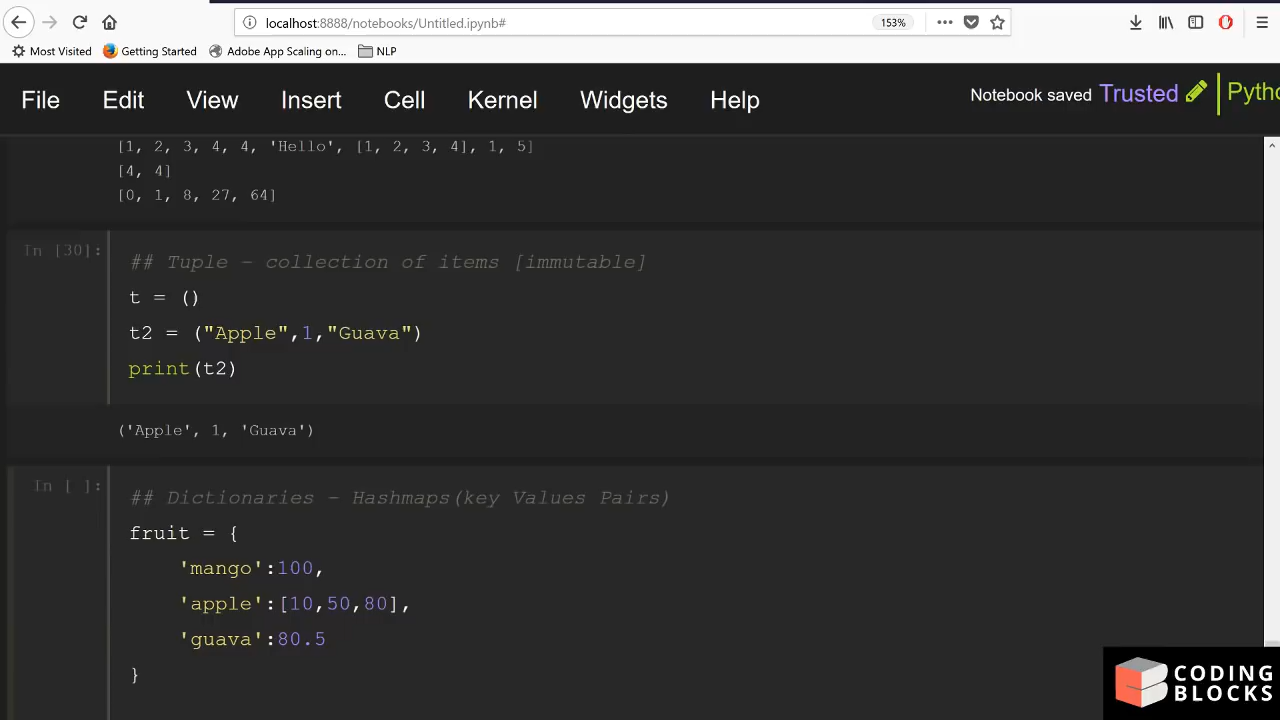 localhost:8888/notebooks/Untitled.ipynb#
153%
Most Visited
Getting Started
Adobe App Scaling on...
NLP
File
Edit
View
Insert
Cell
Kernel
Widgets
Help
Notebook saved
Trusted
Pytho
[1, 2, 3, 4, 4, 'Hello', [1, 2, 3, 4], 1, 5]
[4, 4]
[0, 1, 8, 27, 64]
In [30]:
## Tuple - collection of items [immutable]
t = ()
t2 = ("Apple",1,"Guava")
print(t2)
('Apple', 1, 'Guava')
In [ ]:
## Dictionaries - Hashmaps(key Values Pairs)
fruit = {
'mango':100,
'apple':[10,50,80],
'guava':80.5
}
CODING
BLOCKS